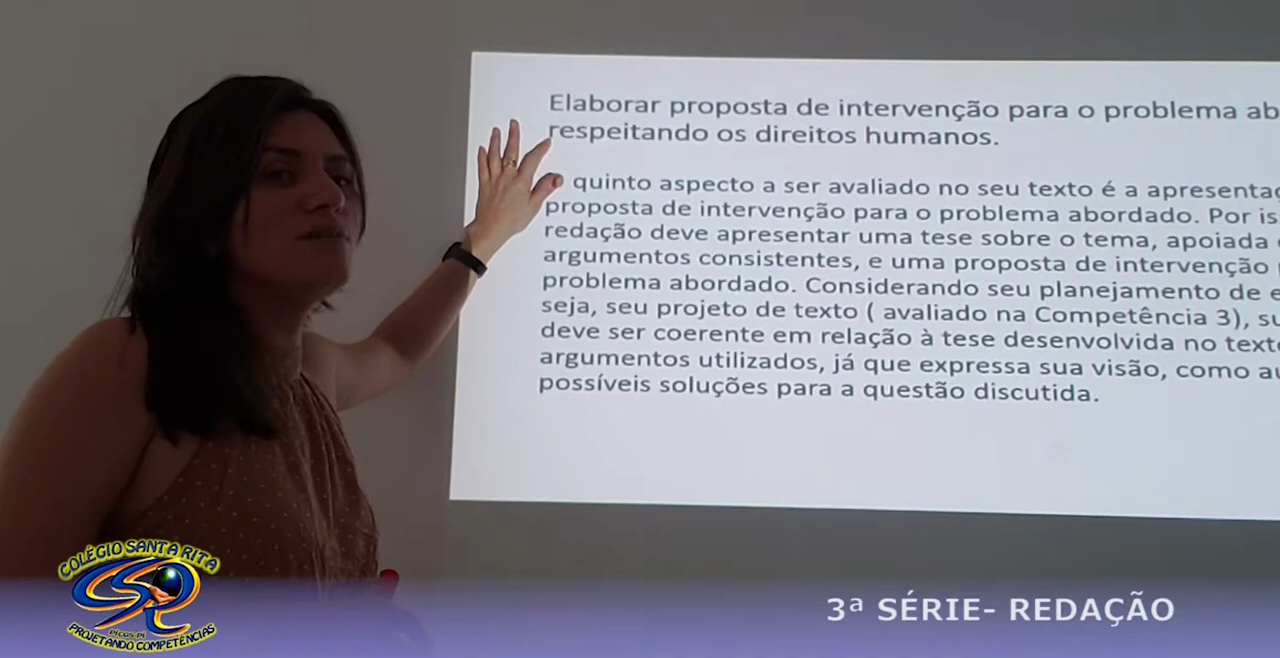 Elaborar proposta de intervenção para o problema ab
respeitando os direitos humanos.
quinto aspecto a ser avaliado no seu texto é a apresentaç
proposta de intervenção para o problema abordado. Por is
redação deve apresentar uma tese sobre o tema, apoiada
argumentos consistentes, e uma proposta de intervenção
problema abordado. Considerando seu planejamento de e
seja, seu projeto de texto ( avaliado na Competência 3), su
deve ser coerente em relação à tese desenvolvida no texto
argumentos utilizados, já que expressa sua visão, como au
possíveis soluções para a questão discutida.
COLÉGIO SANTA RITA
CSR
PICOS-PI
PROJETANDO COMPETÊNCIAS
3ª SÉRIE- REDAÇÃO